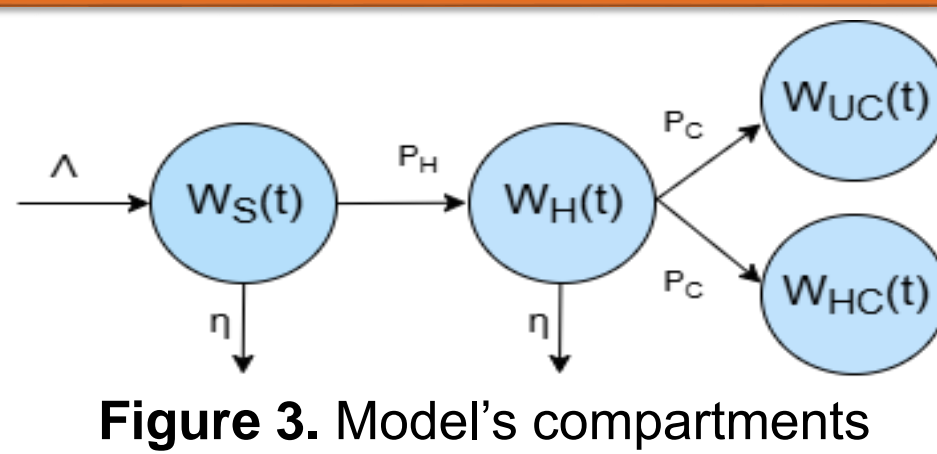 Λ
P_H
P_C
P_C
W_S(t)
W_H(t)
W_UC(t)
W_HC(t)
η
η
Figure 3. Model’s compartments